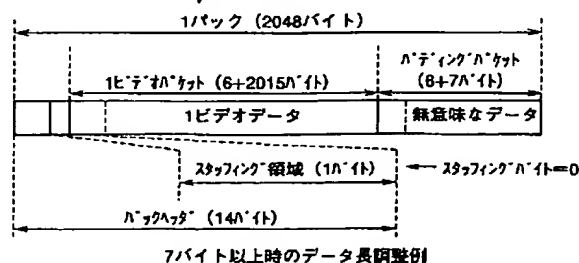 1パック (2048バイト)
パディングパケット
(8+7バイト)
1ビデオパケット (6+2015バイト)
1ビデオデータ
無意味なデータ
スタッフィング領域 (1バイト)
スタッフィングバイト=0
パックヘッダ (14バイト)
7バイト以上時のデータ長調整例